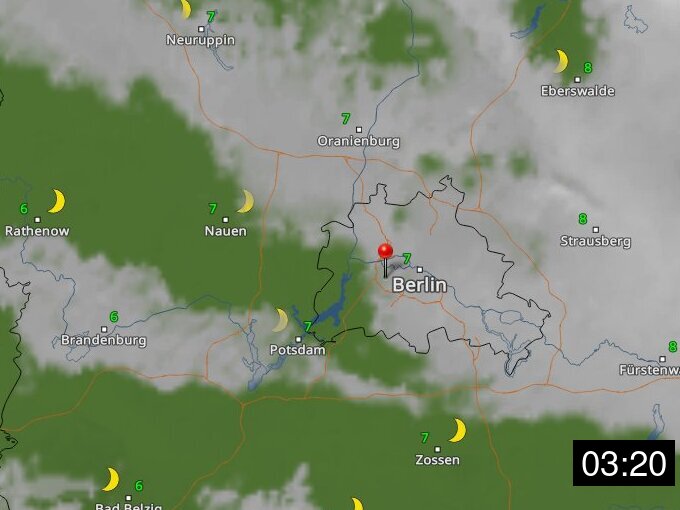 7
Neuruppin
8
Eberswalde
7
Oranienburg
6
Rathenow
7
Nauen
8
Strausberg
7
Berlin
6
Brandenburg
7
Potsdam
8
Fürstenwa
7
Zossen
6
Bad Belzig
03:20